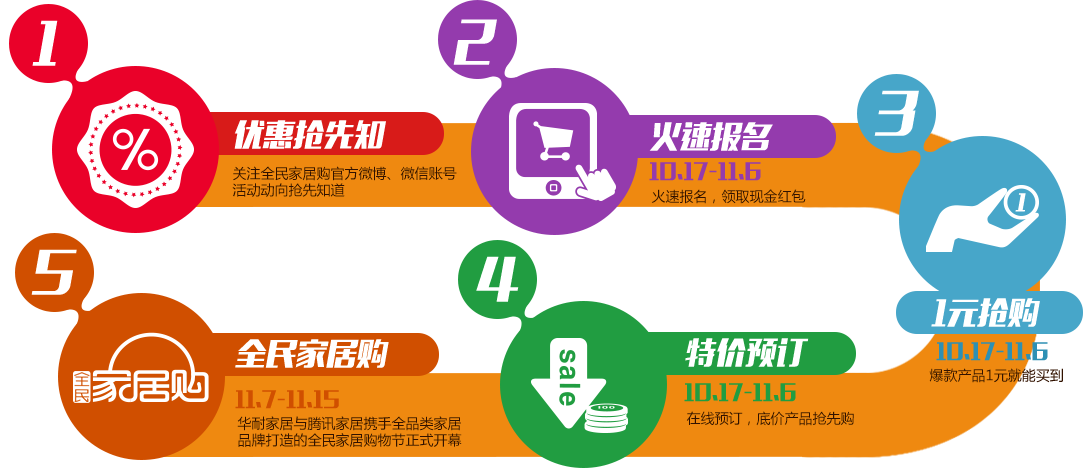 1
%
优惠抢先知
关注全民家居购官方微博、微信账号
活动动向抢先知道
2
火速报名
10.17-11.6
火速报名，领取现金红包
3
1
1元抢购
10.17-11.6
爆款产品1元就能买到
4
sale
100
特价预订
10.17-11.6
在线预订，底价产品抢先购
5
全民家居购
全民家居购
11.7-11.15
华耐家居与腾讯家居携手全品类家居
品牌打造的全民家居购物节正式开幕